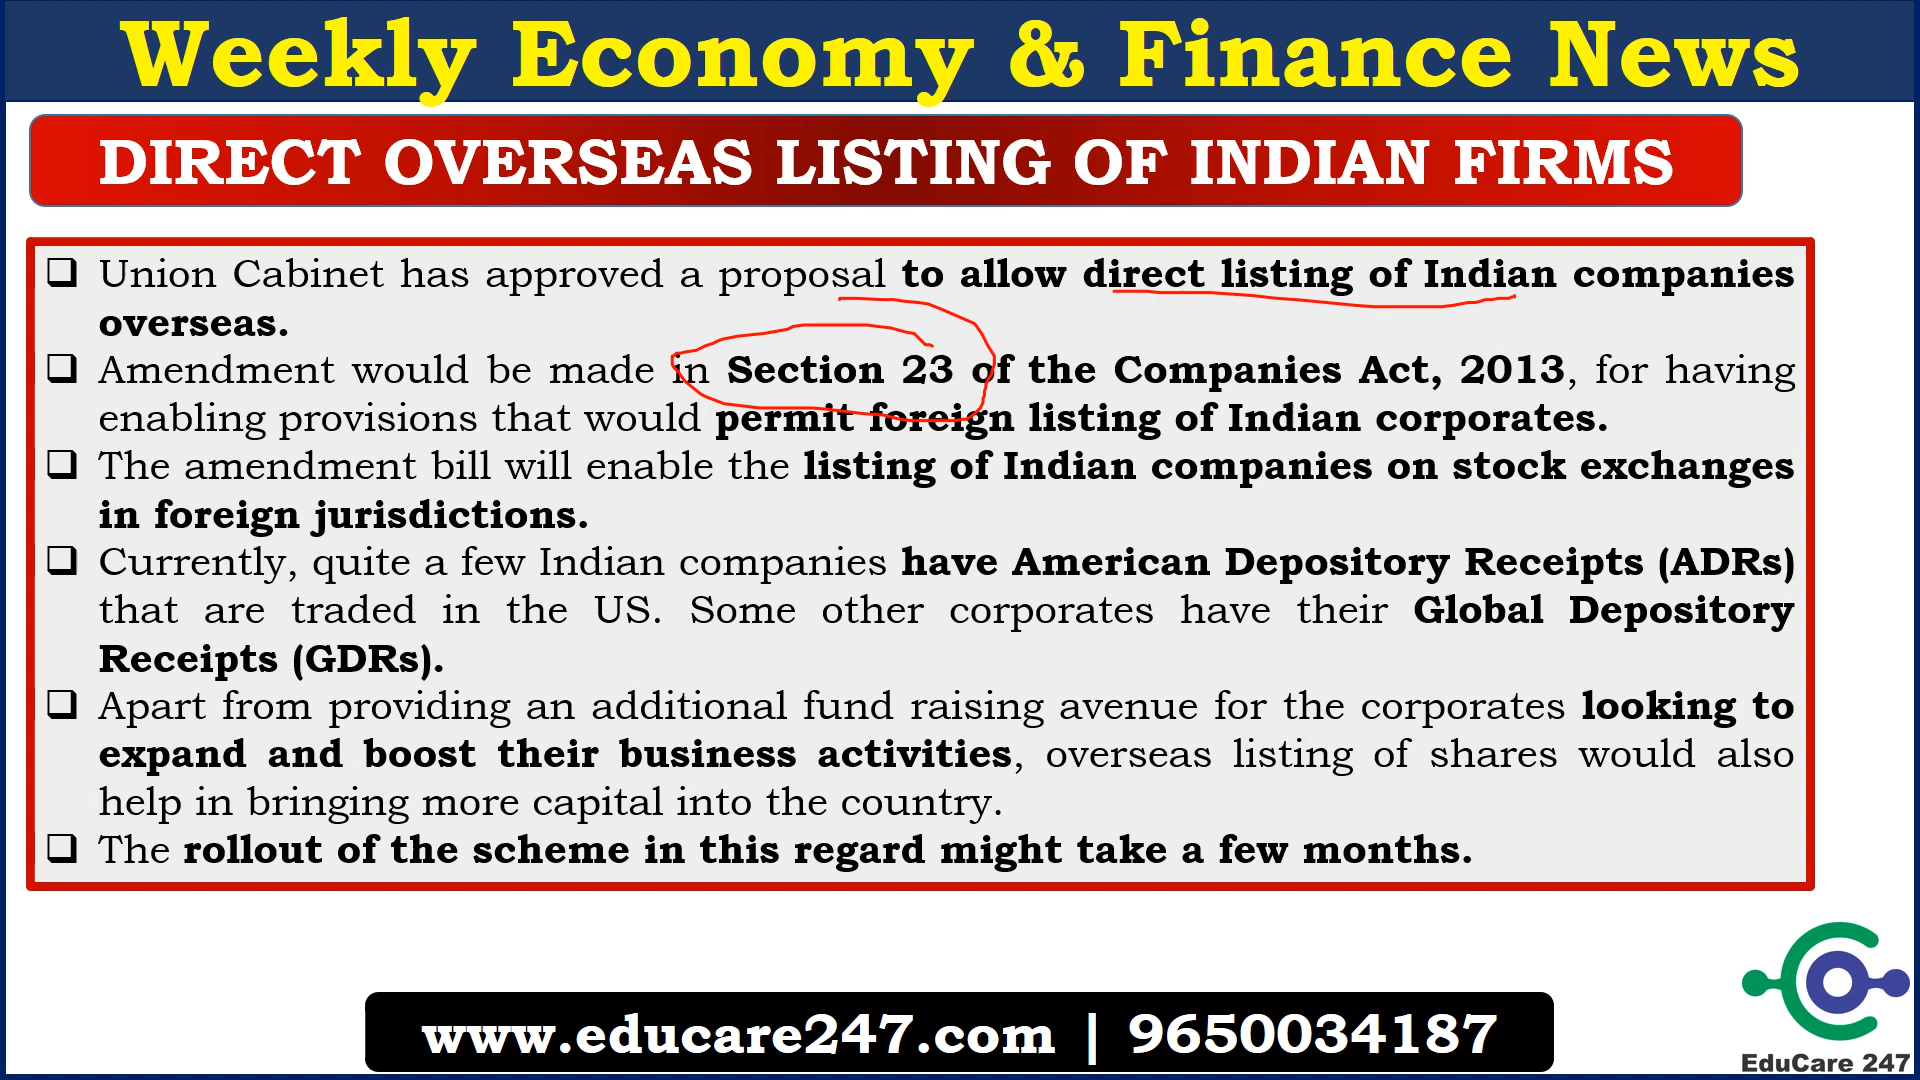 Weekly Economy & Finance News
DIRECT OVERSEAS LISTING OF INDIAN FIRMS
❑ Union Cabinet has approved a proposal to allow direct listing of Indian companies
overseas.
❑ Amendment would be made in Section 23 of the Companies Act, 2013, for having
enabling provisions that would permit foreign listing of Indian corporates.
❑ The amendment bill will enable the listing of Indian companies on stock exchanges
in foreign jurisdictions.
❑ Currently, quite a few Indian companies have American Depository Receipts (ADRs)
that are traded in the US. Some other corporates have their Global Depository
Receipts (GDRs).
❑ Apart from providing an additional fund raising avenue for the corporates looking to
expand and boost their business activities, overseas listing of shares would also
help in bringing more capital into the country.
❑ The rollout of the scheme in this regard might take a few months.
www.educare247.com | 9650034187
EduCare 247